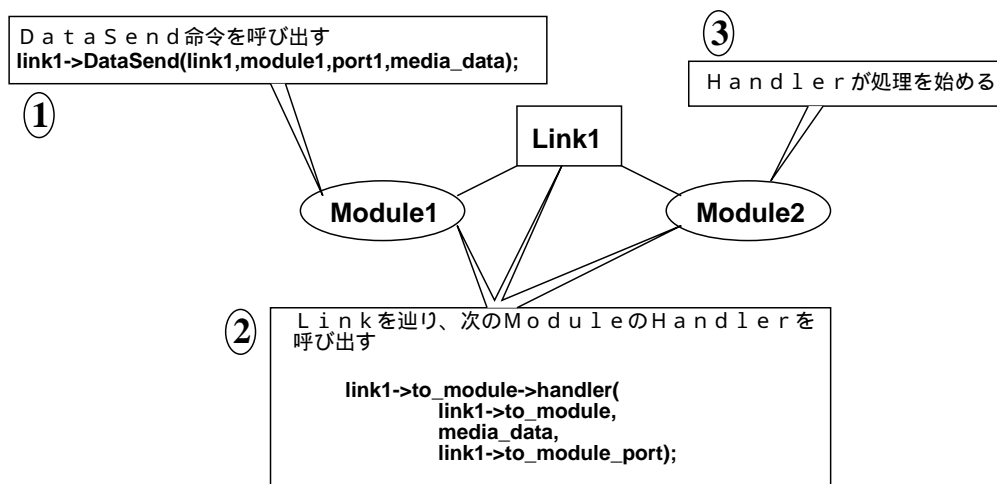 ＤａｔａＳｅｎｄ命令を呼び出す
link1->DataSend(link1,module1,port1,media_data);
①
③
Ｈａｎｄｌｅｒが処理を始める
Link1
Module1
Module2
②
Ｌｉｎｋを辿り、次のＭｏｄｕｌｅのＨａｎｄｌｅｒを
呼び出す
link1->to_module->handler(
link1->to_module,
media_data,
link1->to_module_port);